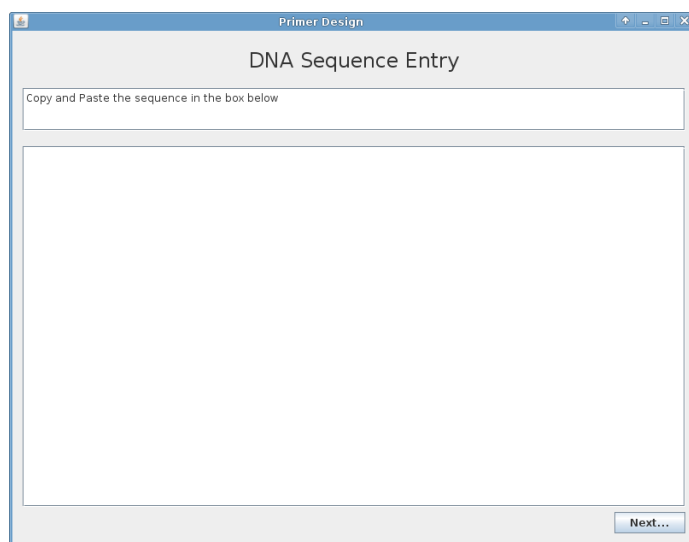 Primer Design
DNA Sequence Entry
Copy and Paste the sequence in the box below
Next...